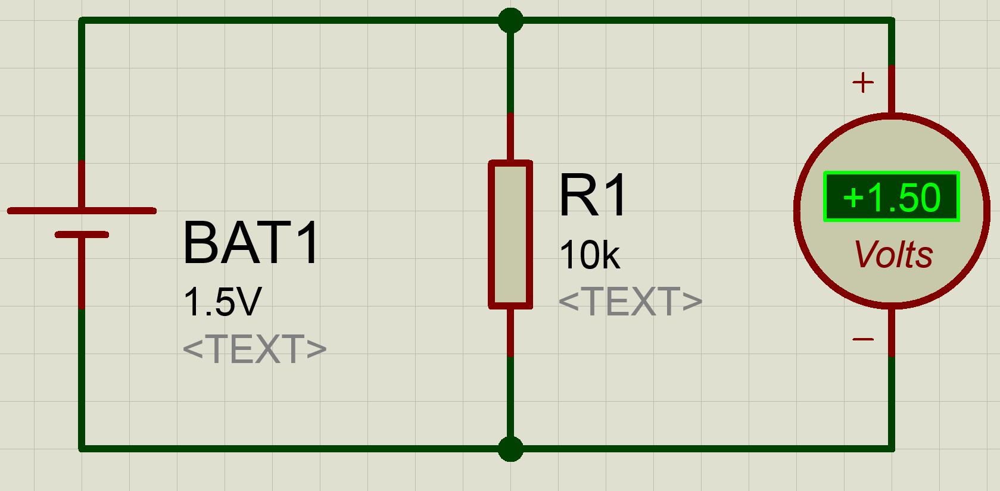 BAT1
1.5V
<TEXT>
R1
10k
<TEXT>
+
+1.50
Volts
−